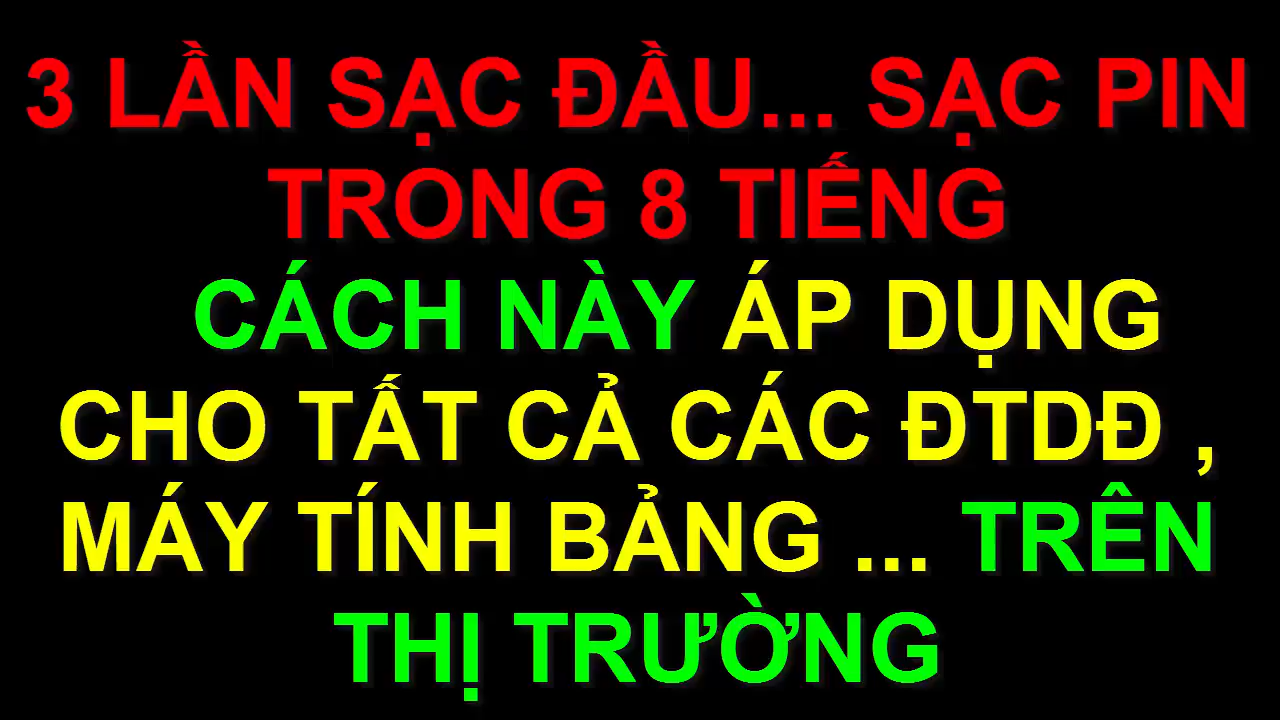 3 LẦN SẠC ĐẦU... SẠC PIN
TRONG 8 TIẾNG
CÁCH NÀY ÁP DỤNG
CHO TẤT CẢ CÁC ĐTDĐ ,
MÁY TÍNH BẢNG ... TRÊN
THỊ TRƯỜNG